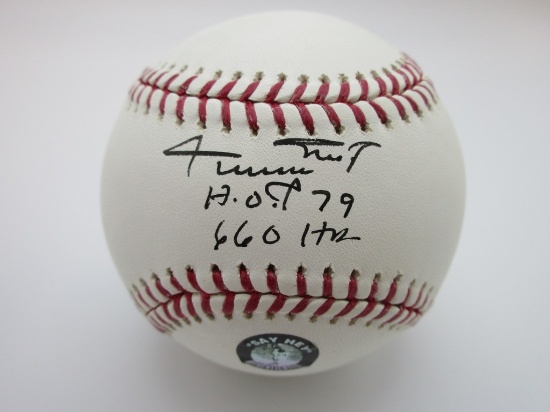 Willie Mays
H.O.F 79
660 HR
SAY HEY